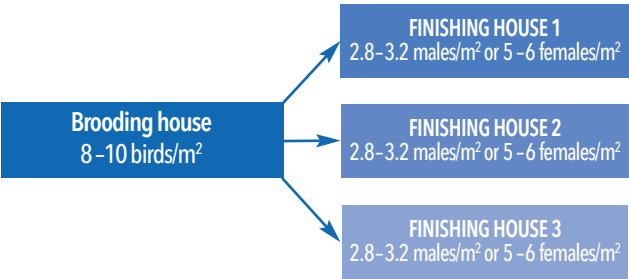 Brooding house
8–10 birds/m²
FINISHING HOUSE 1
2.8–3.2 males/m² or 5–6 females/m²
FINISHING HOUSE 2
2.8–3.2 males/m² or 5–6 females/m²
FINISHING HOUSE 3
2.8–3.2 males/m² or 5–6 females/m²